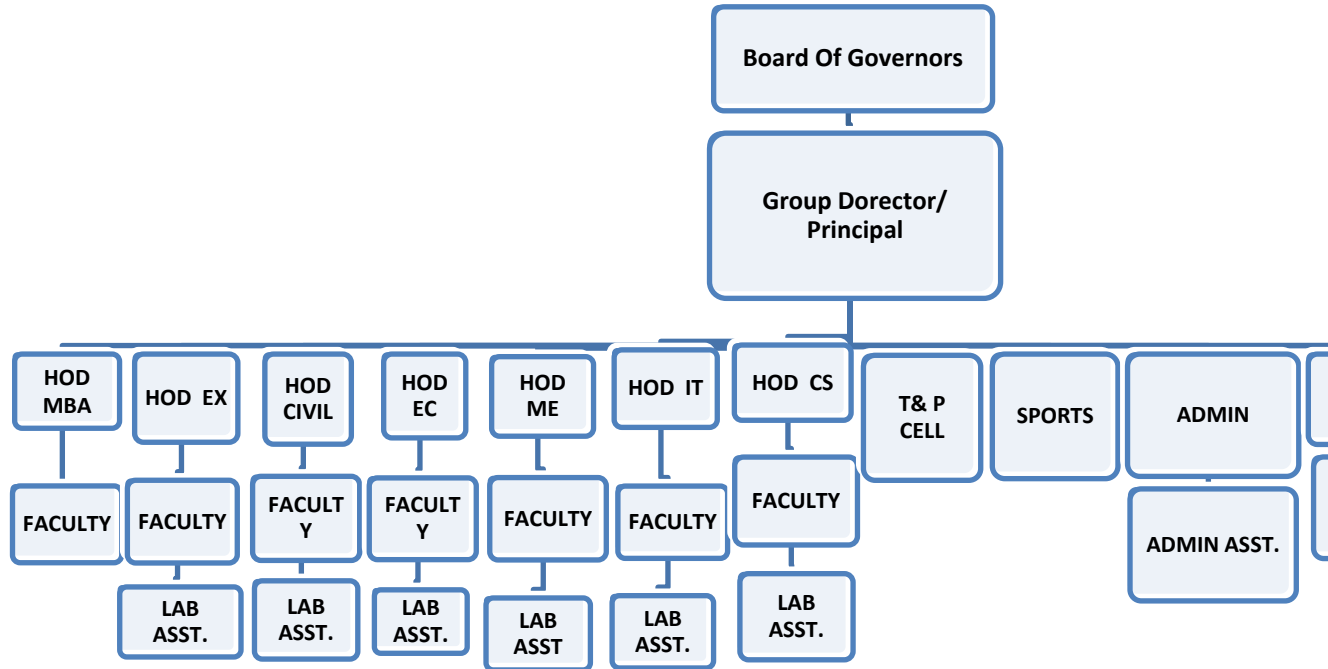 Board Of Governors
Group Dorector/
Principal
HOD
MBA
HOD EX
HOD
CIVIL
HOD
EC
HOD
ME
HOD IT
HOD CS
T& P
CELL
SPORTS
ADMIN
FACULTY
FACULTY
FACULT
Y
FACULT
Y
FACULTY
FACULTY
FACULTY
ADMIN ASST.
LAB
ASST.
LAB
ASST.
LAB
ASST.
LAB
ASST
LAB
ASST.
LAB
ASST.